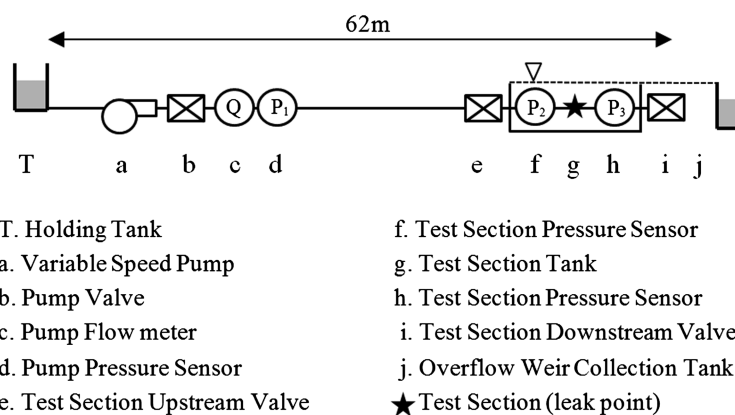 62m
Q P1 P2 P3
T a b c d e f g h i j
T. Holding Tank
a. Variable Speed Pump
b. Pump Valve
c. Pump Flow meter
d. Pump Pressure Sensor
e. Test Section Upstream Valve
f. Test Section Pressure Sensor
g. Test Section Tank
h. Test Section Pressure Sensor
i. Test Section Downstream Valve
j. Overflow Weir Collection Tank
★ Test Section (leak point)